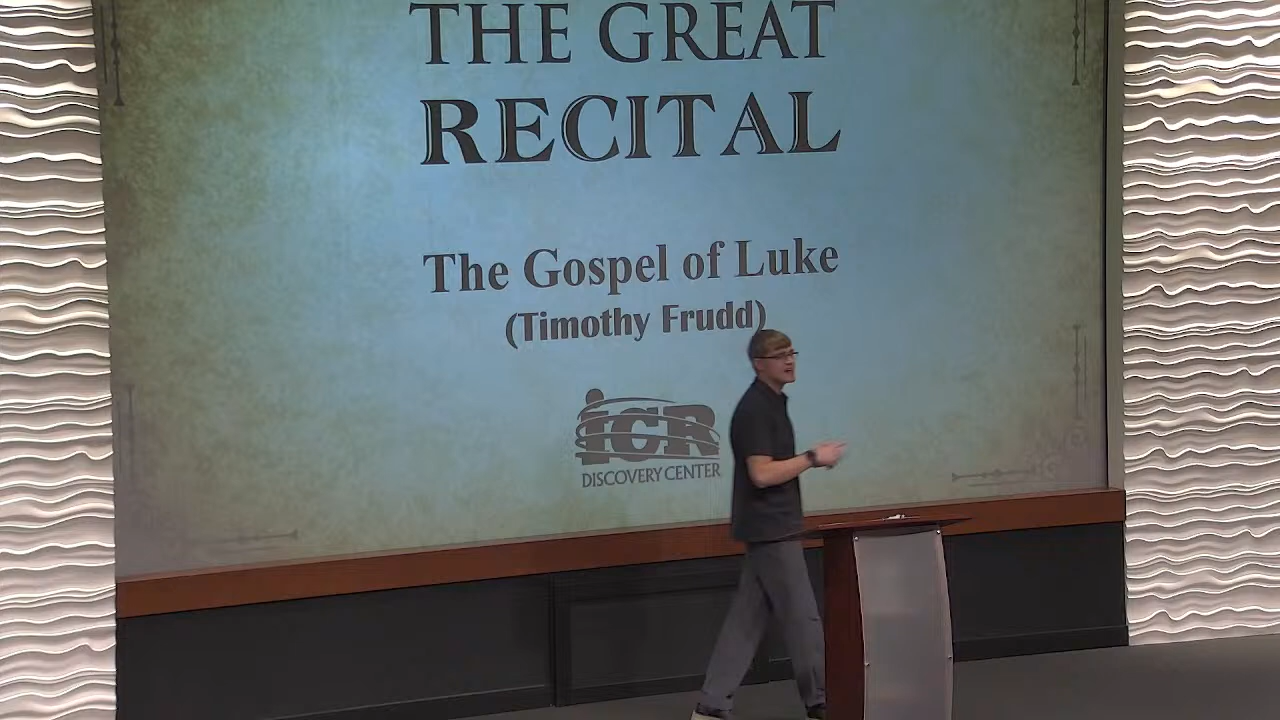 THE GREAT
RECITAL
The Gospel of Luke
(Timothy Frudd)
ICR
DISCOVERY CENTER